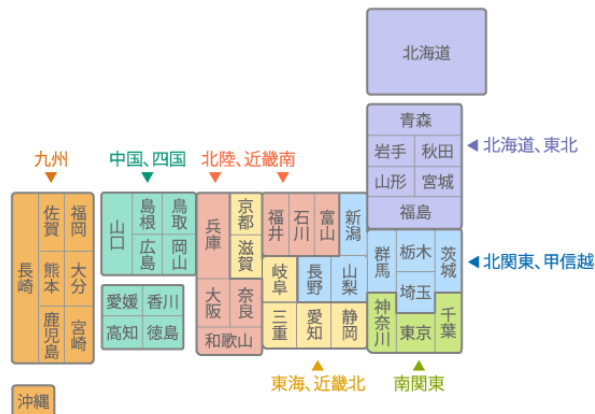 北海道
青森
岩手 秋田
山形 宮城
福島
北海道、東北
九州
中国、四国
北陸、近畿南
長崎
佐賀
福岡
熊本
大分
鹿児島
宮崎
沖縄
山口
島根
鳥取
広島
岡山
愛媛 香川
高知 徳島
兵庫
京都
滋賀
大阪
奈良
和歌山
福井
石川
富山
新潟
岐阜
長野
山梨
三重
愛知
静岡
東海、近畿北
群馬
栃木
茨城
埼玉
北関東、甲信越
神奈川
東京
千葉
南関東